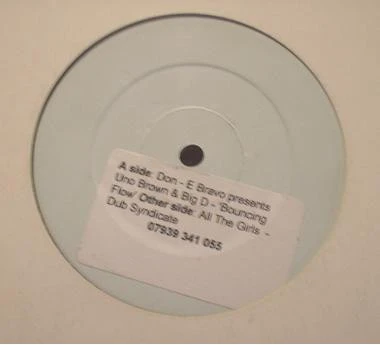 A side: Don - E Bravo presents
Uno Brown & Big D - 'Bouncing
Flow' Other side: All The Girls -
Dub Syndicate
07939 341 055